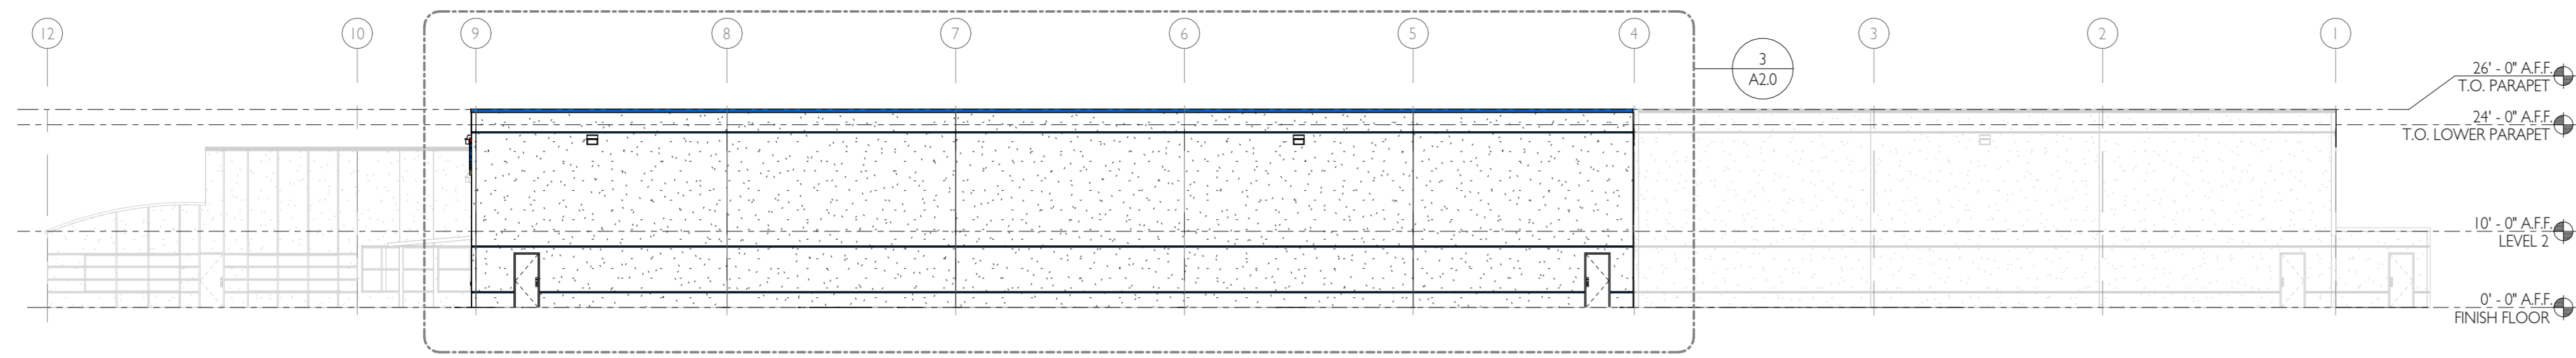 12
10
9
8
7
6
5
4
3
2
1
3
A2.0
26' - 0" A.F.F.
T.O. PARAPET
24' - 0" A.F.F.
T.O. LOWER PARAPET
10' - 0" A.F.F.
LEVEL 2
0' - 0" A.F.F.
FINISH FLOOR